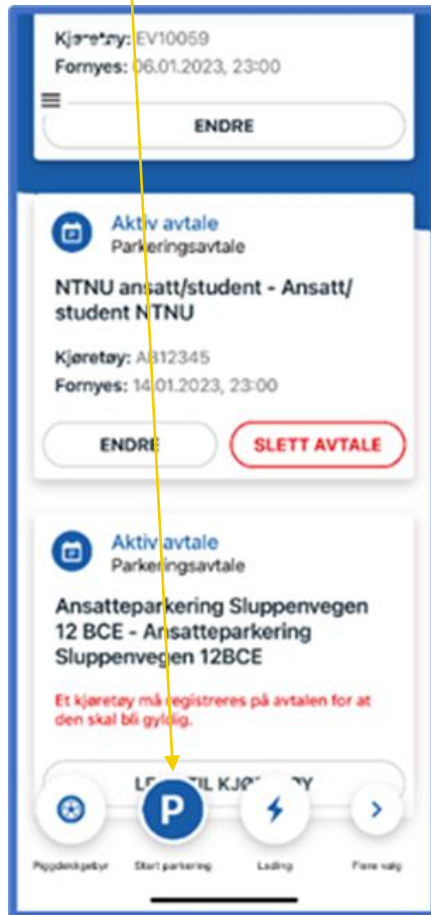 Kjøretøy: EV10059
Fornyes: 06.01.2023, 23:00
ENDRE
Aktiv avtale
Parkeringsavtale
NTNU ansatt/student - Ansatt/
student NTNU
Kjøretøy: AB12345
Fornyes: 14.01.2023, 23:00
ENDRE
SLETT AVTALE
Aktiv avtale
Parkeringsavtale
Ansatteparkering Sluppenvegen
12 BCE - Ansatteparkering
Sluppenvegen 12BCE
Et kjøretøy må registreres på avtalen for at
den skal bli gyldig.
TIL
P
Piggdekkgebyr
Start parkering
Lading
Flere valg